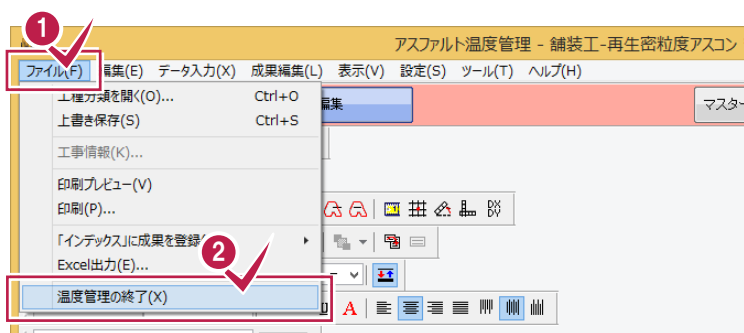 1
アスファルト温度管理 - 舗装工-再生密粒度アスコン
ファイル(F) 編集(E) データ入力(X) 成果編集(L) 表示(V) 設定(S) ツール(T) ヘルプ(H)
工種分類を開く(O)... Ctrl+O
編集
マスター
上書き保存(S) Ctrl+S
工事情報(K)...
印刷プレビュー(V)
印刷(P)...
DX
DY
「インデックス」に成果を登録(
2
Excel出力(E)...
温度管理の終了(X)
A